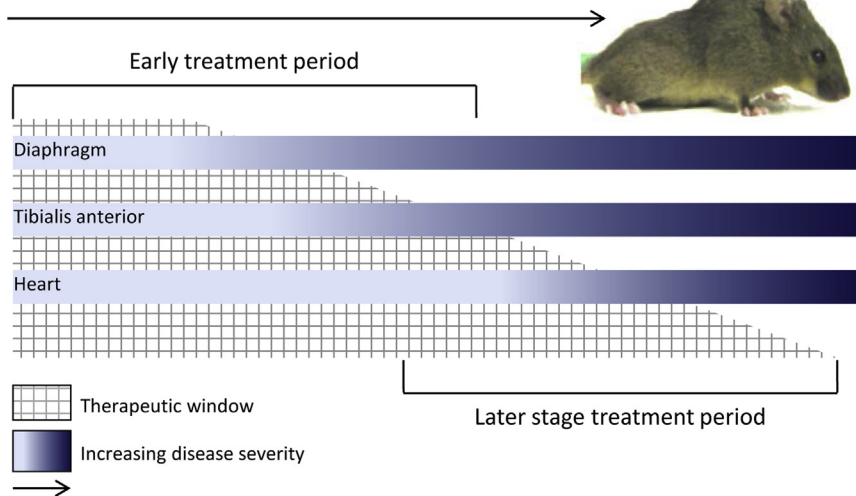 Early treatment period
Diaphragm
Tibialis anterior
Heart
Therapeutic window
Later stage treatment period
Increasing disease severity